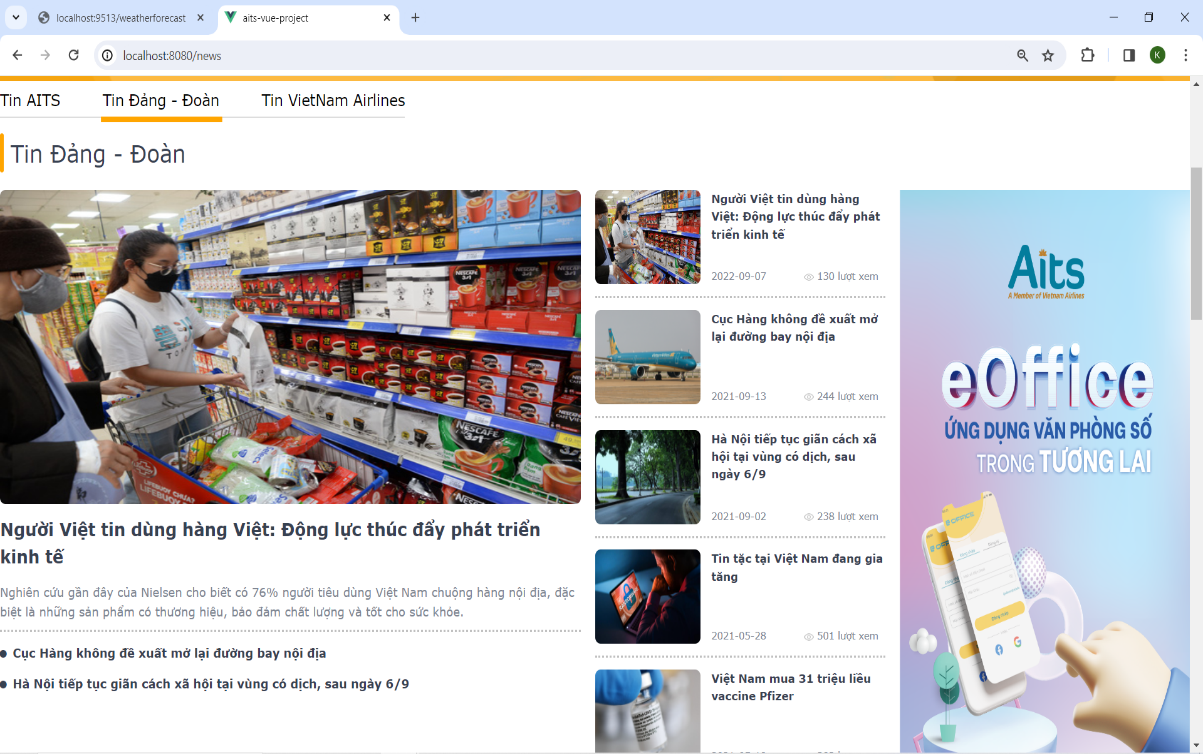 localhost:9513/weatherforecast
aits-vue-project
localhost:8080/news
K
Tin AITS
Tin Đảng - Đoàn
Tin VietNam Airlines
Tin Đảng - Đoàn
NESCAFÉ
NESCAFÉ
LIFEBUOY
Người Việt tin dùng hàng Việt: Động lực thúc đẩy phát triển
kinh tế
Nghiên cứu gần đây của Nielsen cho biết có 76% người tiêu dùng Việt Nam chuộng hàng nội địa, đặc
biệt là những sản phẩm có thương hiệu, bảo đảm chất lượng và tốt cho sức khỏe.
Cục Hàng không đề xuất mở lại đường bay nội địa
Hà Nội tiếp tục giãn cách xã hội tại vùng có dịch, sau ngày 6/9
Người Việt tin dùng hàng
Việt: Động lực thúc đẩy phát
triển kinh tế
2022-09-07
130 lượt xem
Cục Hàng không đề xuất mở
lại đường bay nội địa
2021-09-13
244 lượt xem
Hà Nội tiếp tục giãn cách xã
hội tại vùng có dịch, sau
ngày 6/9
2021-09-02
238 lượt xem
Tin tặc tại Việt Nam đang gia
tăng
2021-05-28
501 lượt xem
Việt Nam mua 31 triệu liều
vaccine Pfizer
Aits
A Member of Vietnam Airlines
eOffice
ỨNG DỤNG VĂN PHÒNG SỐ
TRONG TƯƠNG LAI